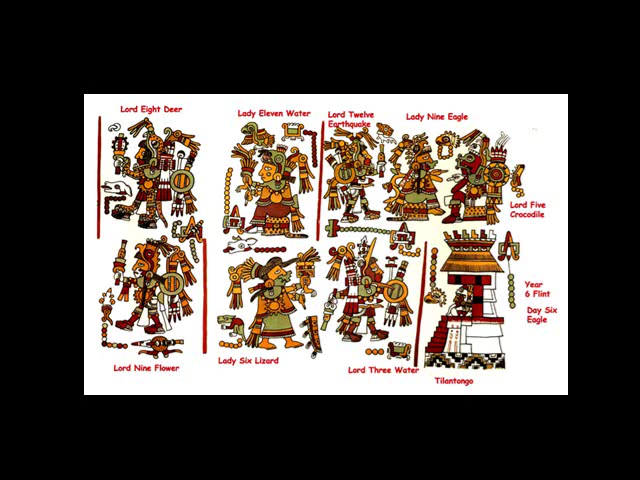 Lord Eight Deer
Lady Eleven Water
Lord Twelve
Earthquake
Lady Nine Eagle
Lord Five
Crocodile
Year
6 Flint
Day Six
Eagle
Lord Nine Flower
Lady Six Lizard
Lord Three Water
Tilantongo